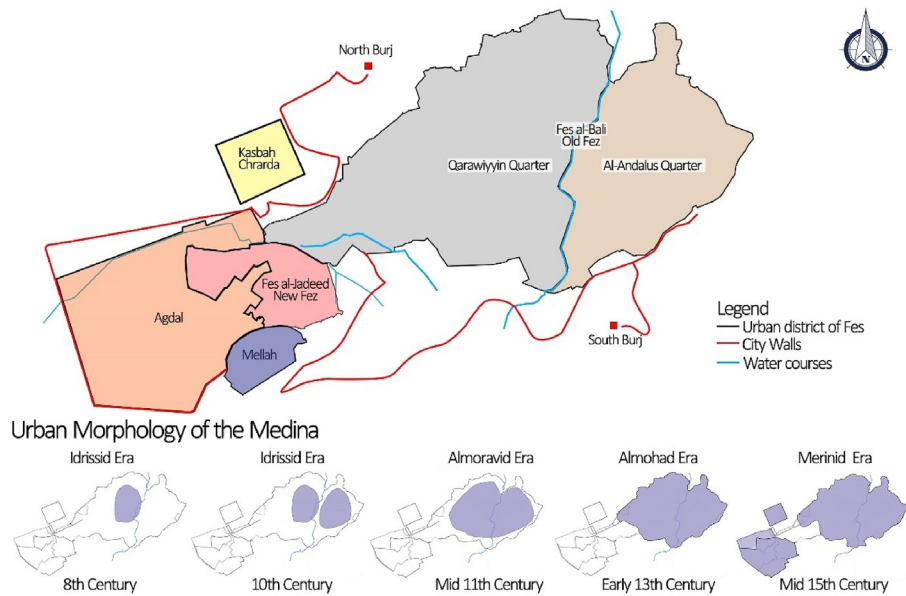 N
North Burj
Kasbah
Chrarda
Qarawiyyin Quarter
Fes al-Bali
Old Fez
Al-Andalus Quarter
Fes al-Jadeed
New Fez
Agdal
Mellah
South Burj
Legend
Urban district of Fes
City Walls
Water courses
Urban Morphology of the Medina
Idrissid Era
Idrissid Era
Almoravid Era
Almohad Era
Merinid Era
8th Century
10th Century
Mid 11th Century
Early 13th Century
Mid 15th Century